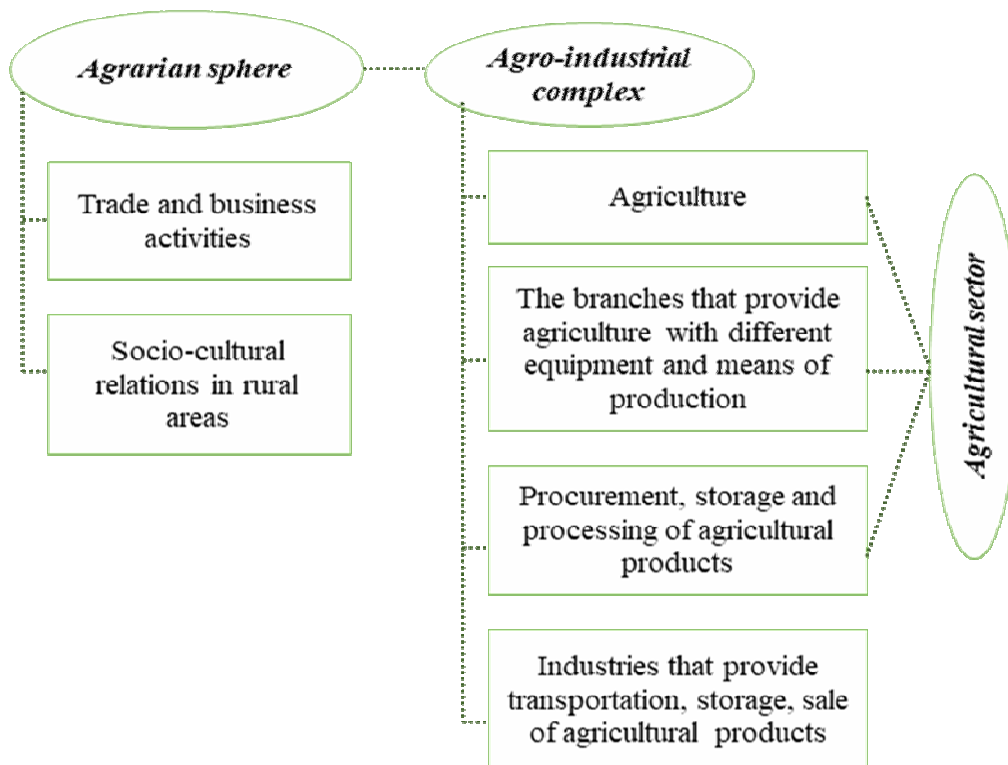 Agrarian sphere
Agro-industrial
complex
Trade and business
activities
Socio-cultural
relations in rural
areas
Agriculture
The branches that provide
agriculture with different
equipment and means of
production
Procurement, storage and
processing of agricultural
products
Industries that provide
transportation, storage, sale
of agricultural products
Agricultural sector